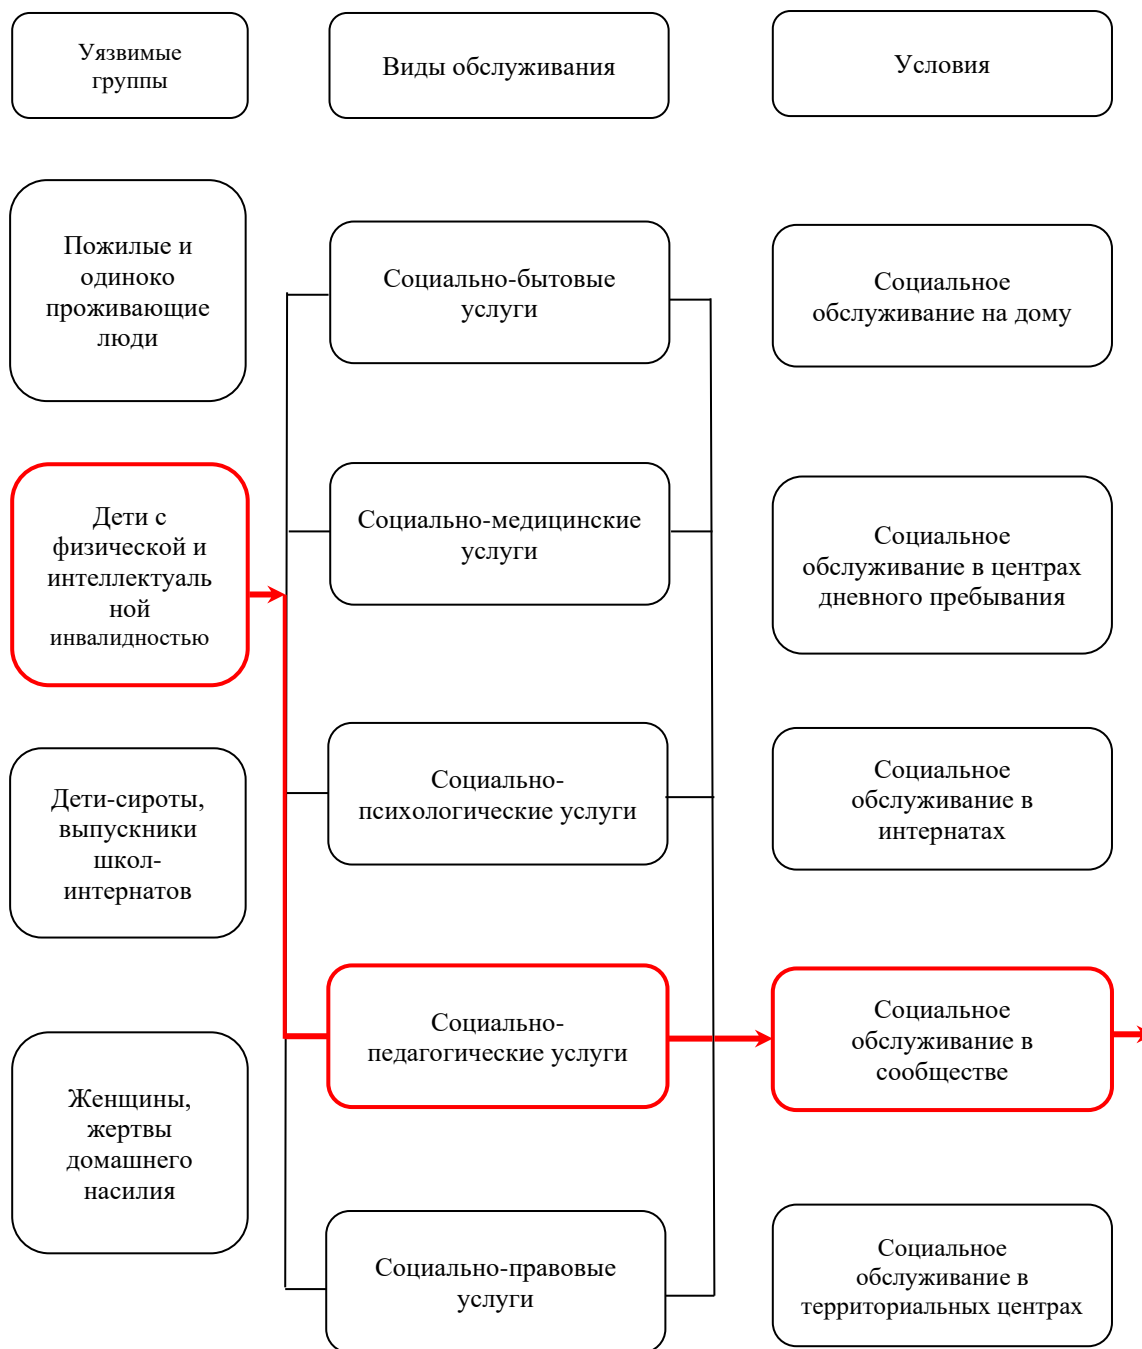 Уязвимые
группы
Виды обслуживания
Условия
Пожилые и
одиноко
проживающие
люди
Социально-бытовые
услуги
Социальное
обслуживание на дому
Дети с
физической и
интеллектуаль
ной
инвалидностью
Социально-медицинские
услуги
Социальное
обслуживание в центрах
дневного пребывания
Дети-сироты,
выпускники
школ-
интернатов
Социально-
психологические услуги
Социальное
обслуживание в
интернатах
Социально-
педагогические услуги
Социальное
обслуживание в
сообществе
Женщины,
жертвы
домашнего
насилия
Социально-правовые
услуги
Социальное
обслуживание в
территориальных центрах